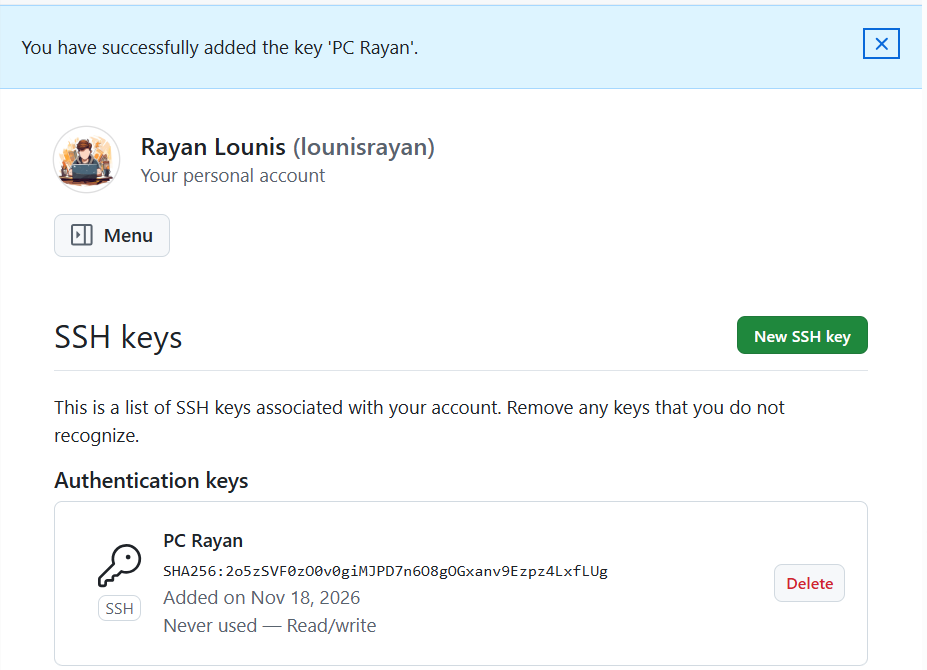 You have successfully added the key 'PC Rayan'.
Rayan Lounis (lounisrayan)
Your personal account
Menu
SSH keys
New SSH key
This is a list of SSH keys associated with your account. Remove any keys that you do not
recognize.
Authentication keys
PC Rayan
SHA256:2o5zSVF0zO0v0giMJPD7n6O8gOGxanv9Ezpz4LxfLUg
Added on Nov 18, 2026
Never used — Read/write
SSH
Delete